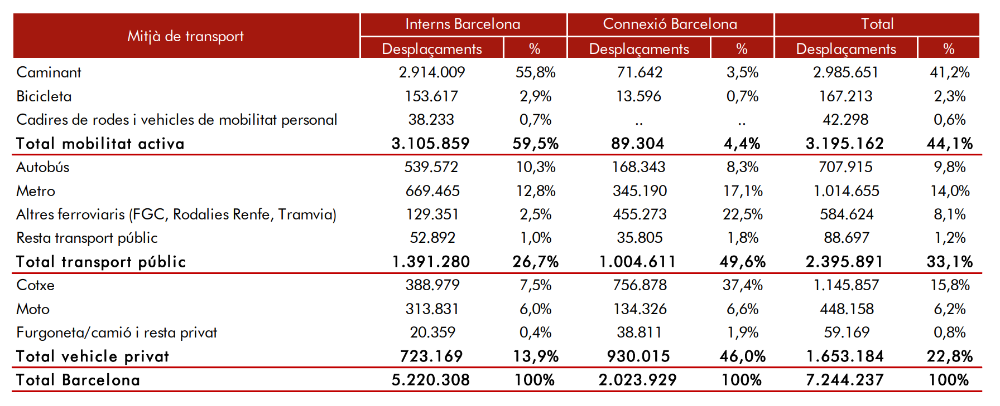 Mitjà de transport Interns Barcelona Connexió Barcelona Total
Desplaçaments % Desplaçaments % Desplaçaments %
Caminant 2.914.009 55,8% 71.642 3,5% 2.985.651 41,2%
Bicicleta 153.617 2,9% 13.596 0,7% 167.213 2,3%
Cadires de rodes i vehicles de mobilitat personal 38.233 0,7% .. .. 42.298 0,6%
Total mobilitat activa 3.105.859 59,5% 89.304 4,4% 3.195.162 44,1%
Autobús 539.572 10,3% 168.343 8,3% 707.915 9,8%
Metro 669.465 12,8% 345.190 17,1% 1.014.655 14,0%
Altres ferroviaris (FGC, Rodalies Renfe, Tramvia) 129.351 2,5% 455.273 22,5% 584.624 8,1%
Resta transport públic 52.892 1,0% 35.805 1,8% 88.697 1,2%
Total transport públic 1.391.280 26,7% 1.004.611 49,6% 2.395.891 33,1%
Cotxe 388.979 7,5% 756.878 37,4% 1.145.857 15,8%
Moto 313.831 6,0% 134.326 6,6% 448.158 6,2%
Furgoneta/camió i resta privat 20.359 0,4% 38.811 1,9% 59.169 0,8%
Total vehicle privat 723.169 13,9% 930.015 46,0% 1.653.184 22,8%
Total Barcelona 5.220.308 100% 2.023.929 100% 7.244.237 100%